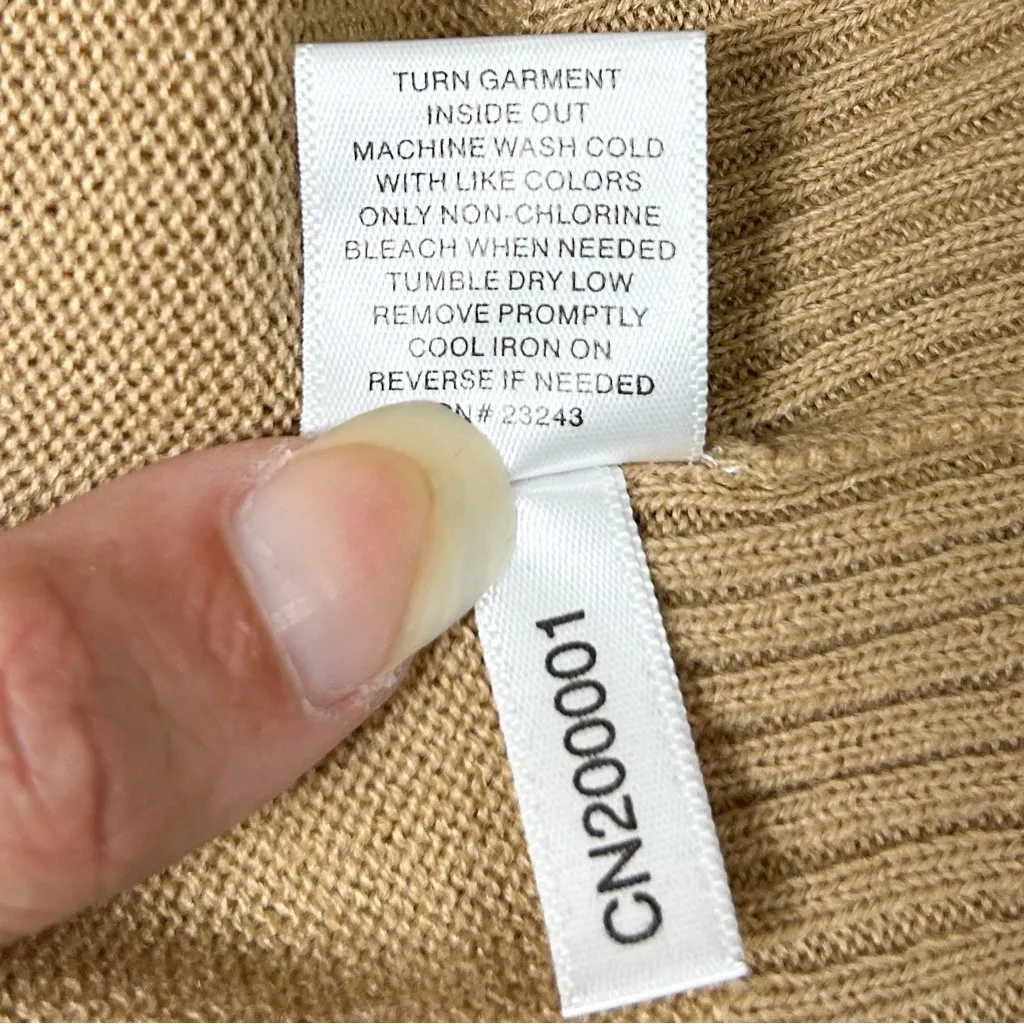 TURN GARMENT
INSIDE OUT
MACHINE WASH COLD
WITH LIKE COLORS
ONLY NON-CHLORINE
BLEACH WHEN NEEDED
TUMBLE DRY LOW
REMOVE PROMPTLY
COOL IRON ON
REVERSE IF NEEDED
# 23243
CN200001